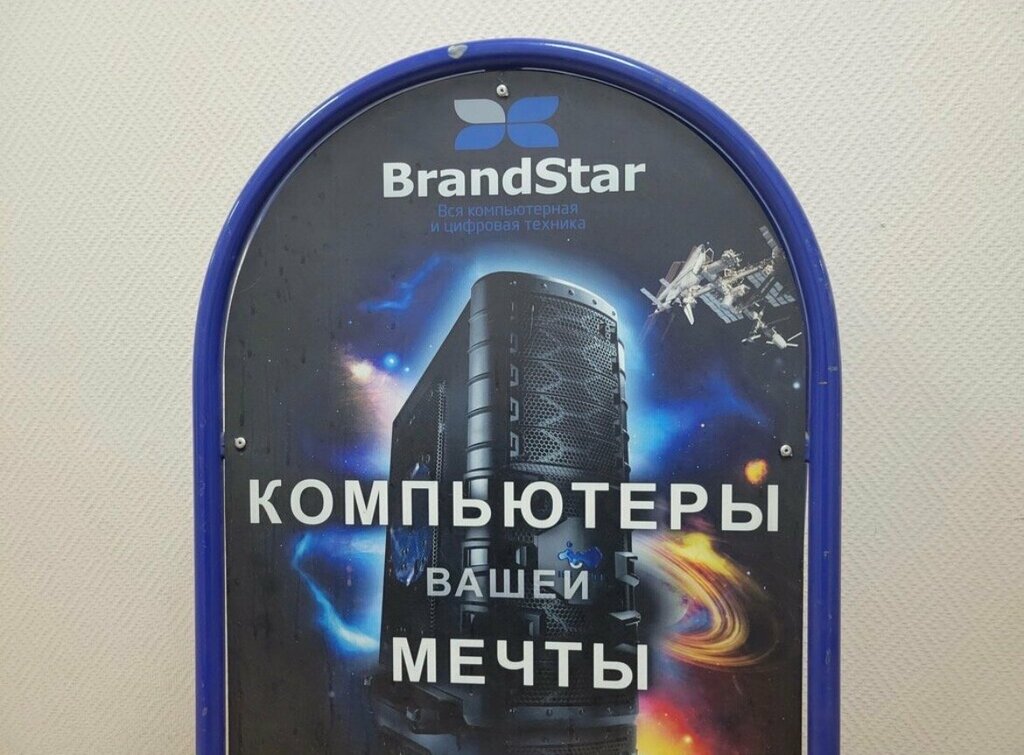 BrandStar
Вся компьютерная
и цифровая техника
КОМПЬЮТЕРЫ
ВАШЕЙ
МЕЧТЫ